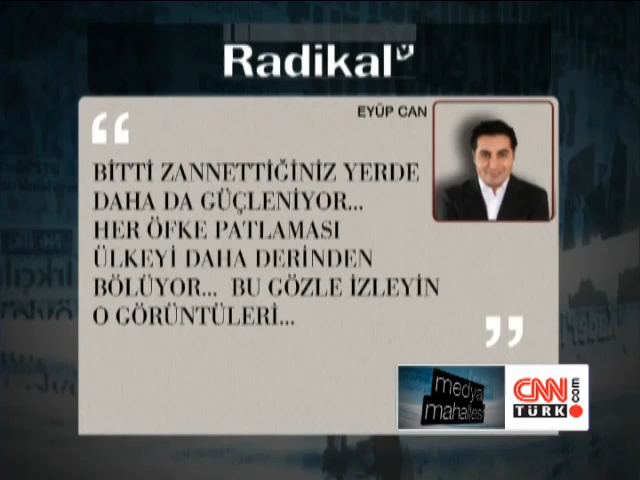 Radikal
EYÜP CAN
“
BİTTİ ZANNETTİĞİNİZ YERDE
DAHA DA GÜÇLENİYOR...
HER ÖFKE PATLAMASI
ÜLKEYİ DAHA DERİNDEN
BÖLÜYOR... BU GÖZLE İZLEYİN
O GÖRÜNTÜLERİ...
”
medya
mahallesi
CNN
TÜRK
.com